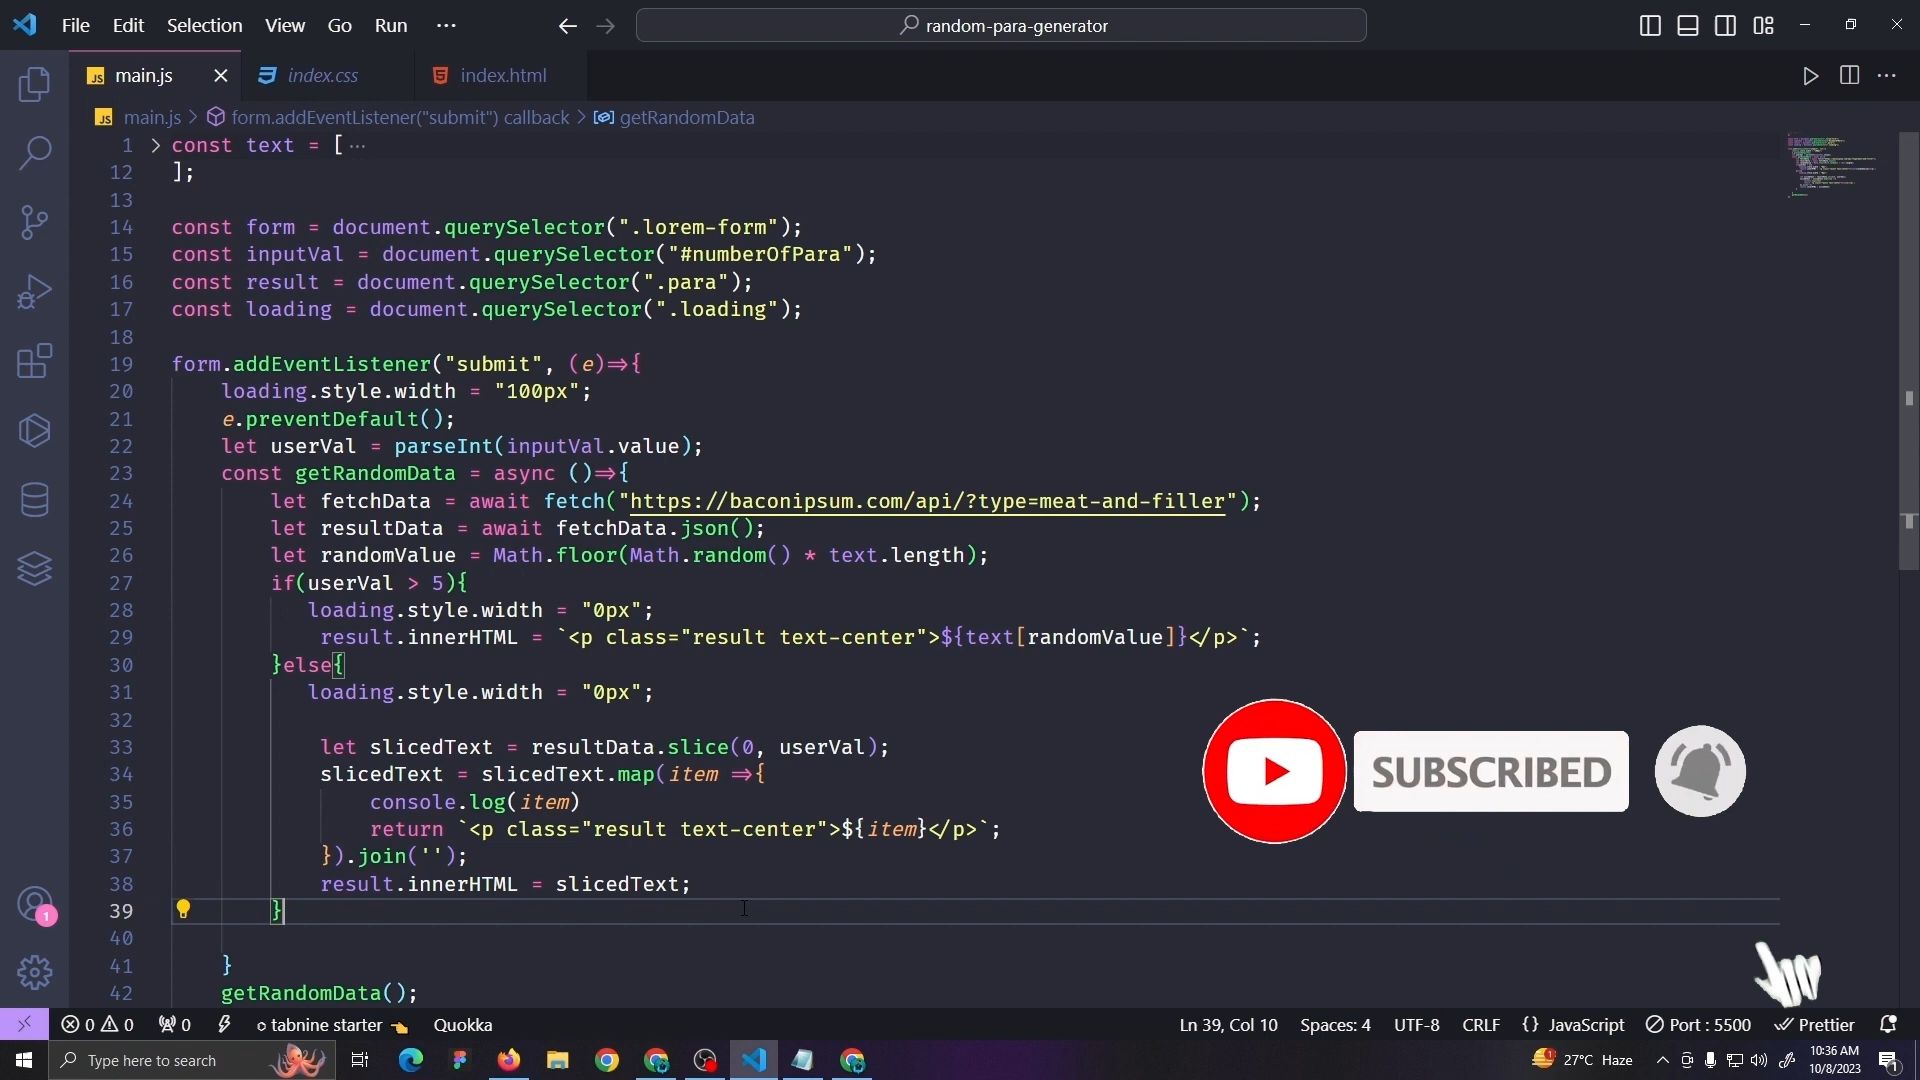 File Edit Selection View Go Run ··· random-para-generator
JS main.js index.css index.html
JS main.js > form.addEventListener("submit") callback > getRandomData
1 const text = [ ···
12 ];
13
14 const form = document.querySelector(".lorem-form");
15 const inputVal = document.querySelector("#numberOfPara");
16 const result = document.querySelector(".para");
17 const loading = document.querySelector(".loading");
18
19 form.addEventListener("submit", (e)=>{
20 loading.style.width = "100px";
21 e.preventDefault();
22 let userVal = parseInt(inputVal.value);
23 const getRandomData = async ()=>{
24 let fetchData = await fetch("https://baconipsum.com/api/?type=meat-and-filler");
25 let resultData = await fetchData.json();
26 let randomValue = Math.floor(Math.random() * text.length);
27 if(userVal > 5){
28 loading.style.width = "0px";
29 result.innerHTML = `<p class="result text-center">${text[randomValue]}</p>`;
30 }else{
31 loading.style.width = "0px";
32
33 let slicedText = resultData.slice(0, userVal);
34 slicedText = slicedText.map(item =>{
35 console.log(item)
36 return `<p class="result text-center">${item}</p>`;
37 }).join('');
38 result.innerHTML = slicedText;
39 }
40
41 }
42 getRandomData();
SUBSCRIBED
1
0 0 0 tabnine starter Quokka Ln 39, Col 10 Spaces: 4 UTF-8 CRLF {} JavaScript Port : 5500 Prettier
Type here to search 27°C Haze 10:36 AM
10/8/2023